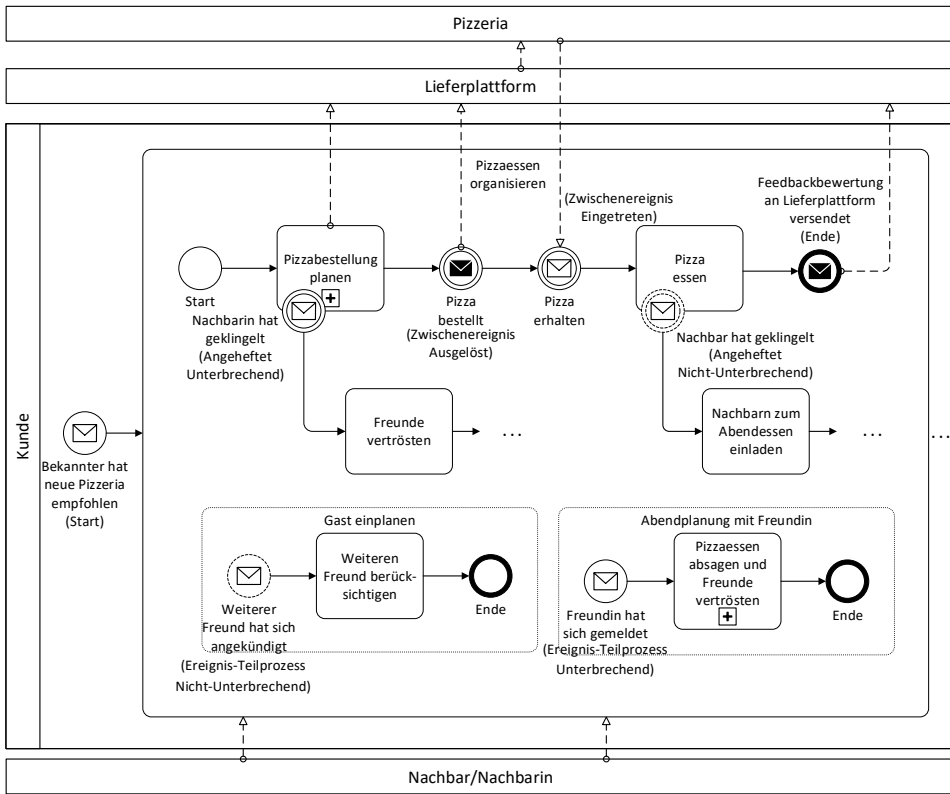 Pizzeria
Lieferplattform
Kunde
Pizzaessen
organisieren
(Zwischenereignis
Eingetreten)
Feedbackbewertung
an Lieferplattform
versendet
(Ende)
Pizzabestellung
planen
Pizza
essen
Start
Nachbarin hat
geklingelt
(Angeheftet
Unterbrechend)
Pizza
bestellt
(Zwischenereignis
Ausgelöst)
Pizza
erhalten
Nachbar hat geklingelt
(Angeheftet
Nicht-Unterbrechend)
Freunde
vertrösten
...
Nachbarn zum
Abendessen
einladen
...
...
Bekannter hat
neue Pizzeria
empfohlen
(Start)
Gast einplanen
Weiteren
Freund berück-
sichtigen
Weiterer
Freund hat sich
angekündigt
(Ereignis-Teilprozess
Nicht-Unterbrechend)
Ende
Abendplanung mit Freundin
Pizzaessen
absagen und
Freunde
vertrösten
Freundin hat
sich gemeldet
(Ereignis-Teilprozess
Unterbrechend)
Ende
Nachbar/Nachbarin